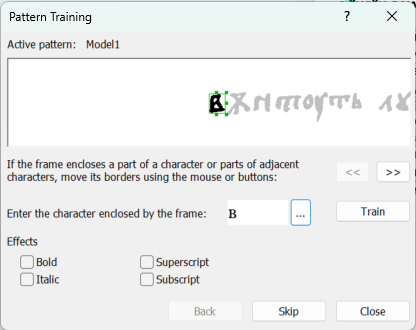 Pattern Training ? ✕
Active pattern: Model1
If the frame encloses a part of a character or parts of adjacent
characters, move its borders using the mouse or buttons:
<< >>
Enter the character enclosed by the frame: В ... Train
Effects
Bold Superscript
Italic Subscript
Back Skip Close